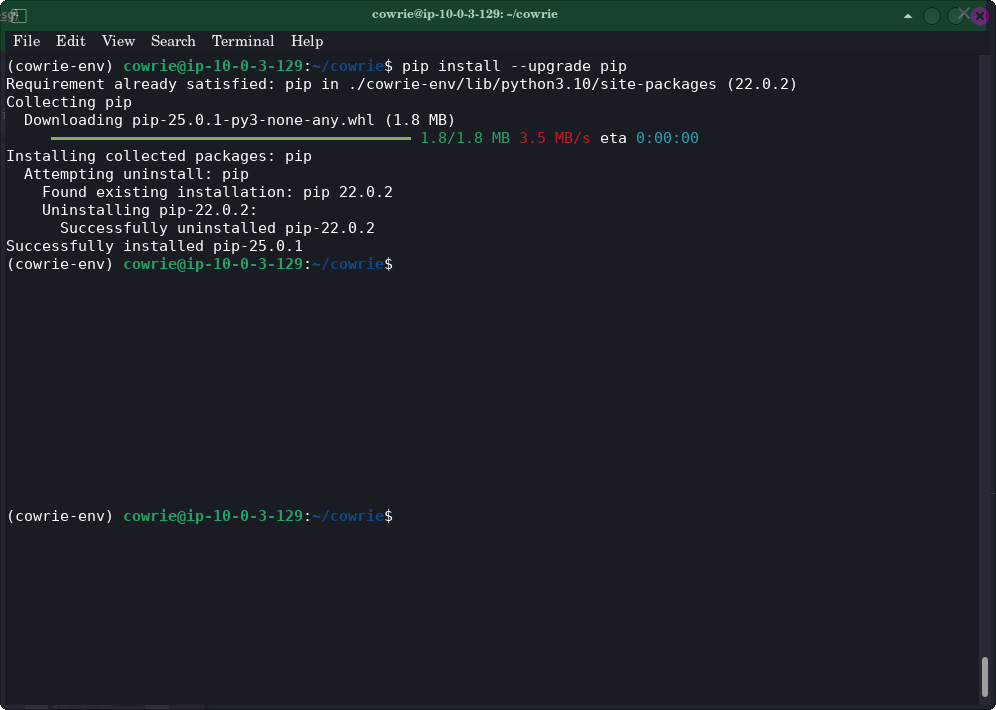 cowrie@ip-10-0-3-129: ~/cowrie
File Edit View Search Terminal Help
(cowrie-env) cowrie@ip-10-0-3-129:~/cowrie$ pip install --upgrade pip
Requirement already satisfied: pip in ./cowrie-env/lib/python3.10/site-packages (22.0.2)
Collecting pip
  Downloading pip-25.0.1-py3-none-any.whl (1.8 MB)
1.8/1.8 MB 3.5 MB/s eta 0:00:00
Installing collected packages: pip
  Attempting uninstall: pip
    Found existing installation: pip 22.0.2
    Uninstalling pip-22.0.2:
      Successfully uninstalled pip-22.0.2
Successfully installed pip-25.0.1
(cowrie-env) cowrie@ip-10-0-3-129:~/cowrie$
(cowrie-env) cowrie@ip-10-0-3-129:~/cowrie$